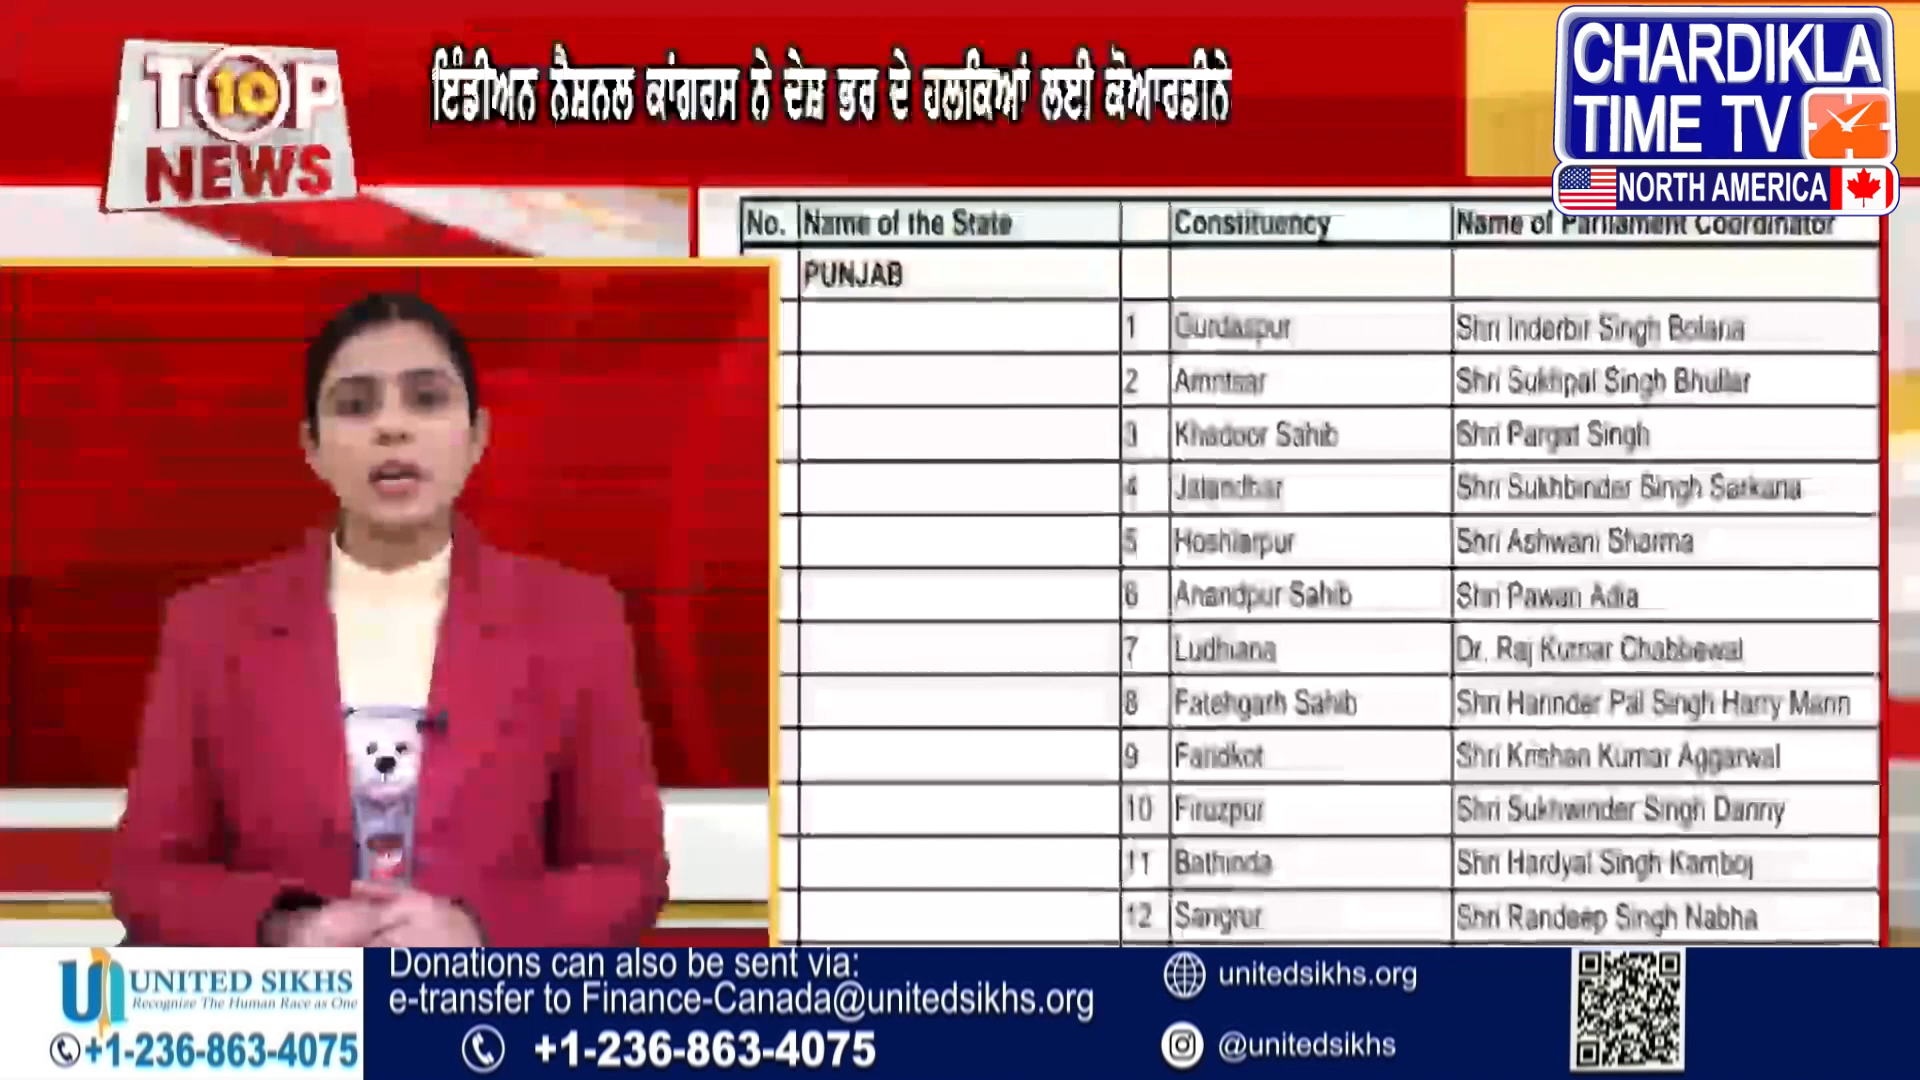 TOP 10
NEWS
ਇੰਡੀਅਨ ਨੈਸ਼ਨਲ ਕਾਂਗਰਸ ਨੇ ਦੇਸ਼ ਭਰ ਦੇ ਹਲਕਿਆਂ ਲਈ ਕੋਆਰਡੀਨੇ
CHARDIKLA
TIME TV
NORTH AMERICA
No. Name of the State Constituency Name of Parliament Coordinator
PUNJAB
1 Gurdaspur Shri Inderbir Singh Bolaria
2 Amritsar Shri Sukhpal Singh Bhullar
3 Khadoor Sahib Shri Pargat Singh
4 Jalandhar Shri Sukhbinder Singh Sarkaria
5 Hoshiarpur Shri Ashwani Sharma
6 Anandpur Sahib Shri Pawan Adia
7 Ludhiana Dr. Raj Kumar Chabbewal
8 Fatehgarh Sahib Shri Harinder Pal Singh Harry Mann
9 Faridkot Shri Krishan Kumar Aggarwal
10 Firuzpur Shri Sukhwinder Singh Danny
11 Bathinda Shri Hardyal Singh Kamboj
12 Sangrur Shri Randeep Singh Nabha
UNITED SIKHS
Recognize The Human Race as One
+1-236-863-4075
Donations can also be sent via:
e-transfer to Finance-Canada@unitedsikhs.org
+1-236-863-4075
unitedsikhs.org
@unitedsikhs